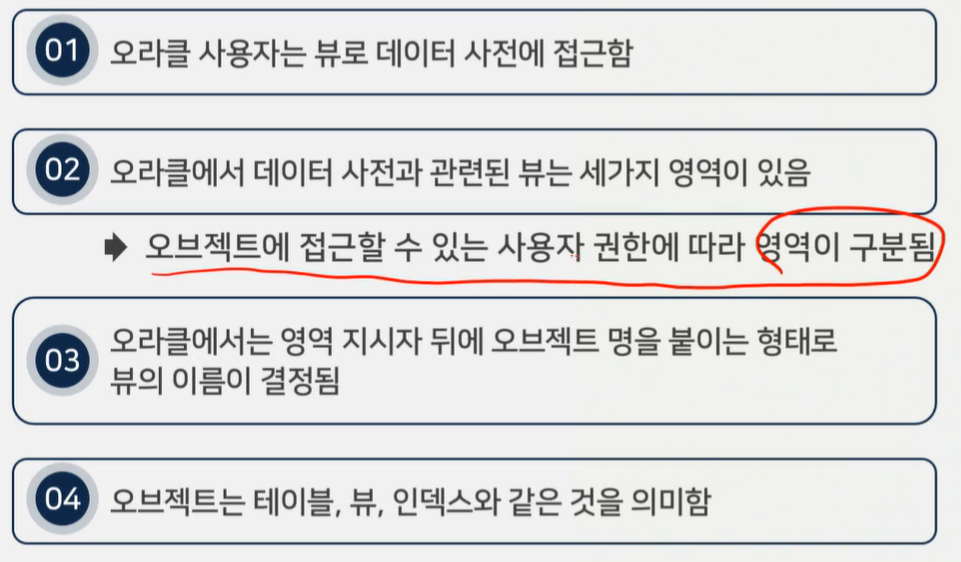 01 오라클 사용자는 뷰로 데이터 사전에 접근함
02 오라클에서 데이터 사전과 관련된 뷰는 세가지 영역이 있음
오브젝트에 접근할 수 있는 사용자 권한에 따라 영역이 구분됨
03 오라클에서는 영역 지시자 뒤에 오브젝트 명을 붙이는 형태로
뷰의 이름이 결정됨
04 오브젝트는 테이블, 뷰, 인덱스와 같은 것을 의미함